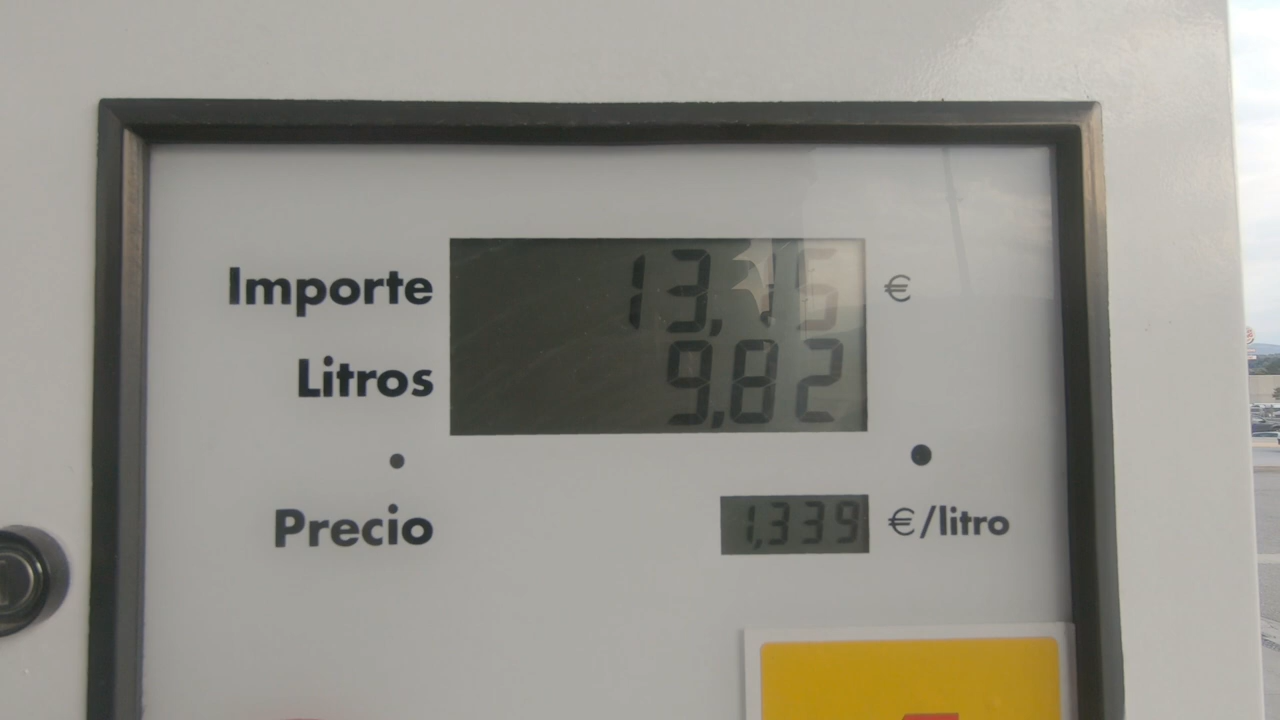 Importe 13,15 €
Litros 9,82
Precio 1,339 €/litro